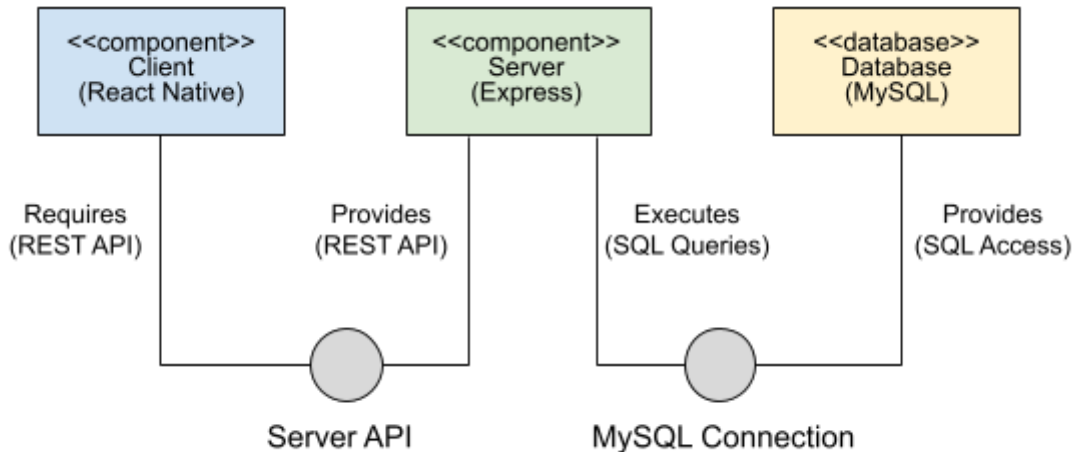 <<component>>
Client
(React Native)
<<component>>
Server
(Express)
<<database>>
Database
(MySQL)
Requires
(REST API)
Provides
(REST API)
Executes
(SQL Queries)
Provides
(SQL Access)
Server API
MySQL Connection